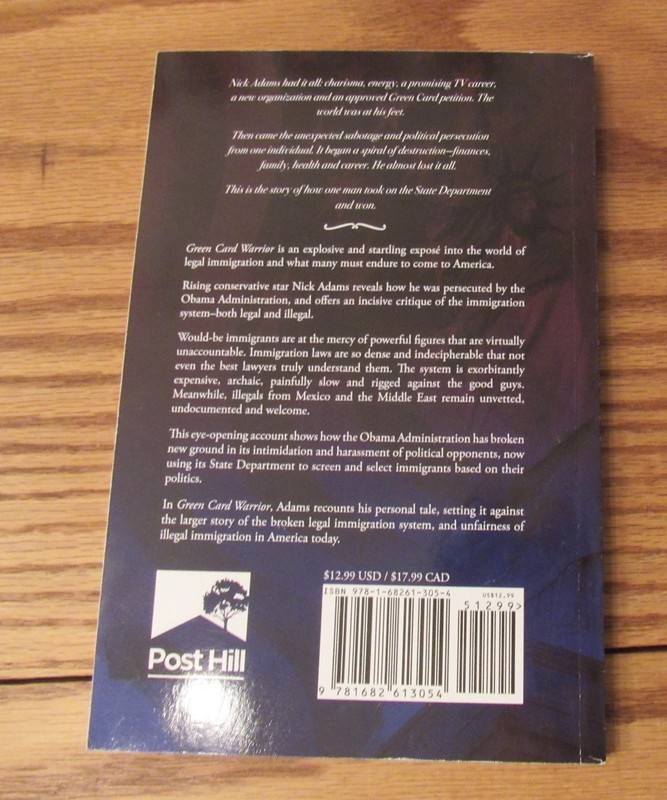 Nick Adams had it all: charisma, energy, a promising TV career,
a new organization and an approved Green Card petition. The
world was at his feet.
Then came the unexpected sabotage and political persecution
from one individual. It began a spiral of destruction—finances,
family, health and career. He almost lost it all.
This is the story of how one man took on the State Department
and won.
Green Card Warrior is an explosive and startling exposé into the world of
legal immigration and what many must endure to come to America.
Rising conservative star Nick Adams reveals how he was persecuted by the
Obama Administration, and offers an incisive critique of the immigration
system–both legal and illegal.
Would-be immigrants are at the mercy of powerful figures that are virtually
unaccountable. Immigration laws are so dense and indecipherable that not
even the best lawyers truly understand them. The system is exorbitantly
expensive, archaic, painfully slow and rigged against the good guys.
Meanwhile, illegals from Mexico and the Middle East remain unvetted,
undocumented and welcome.
This eye-opening account shows how the Obama Administration has broken
new ground in its intimidation and harassment of political opponents, now
using its State Department to screen and select immigrants based on their
politics.
In Green Card Warrior, Adams recounts his personal tale, setting it against
the larger story of the broken legal immigration system, and unfairness of
illegal immigration in America today.
Post Hill
$12.99 USD / $17.99 CAD
ISBN 978-1-68261-305-4
US$12.99
51299>
9 781682 613054